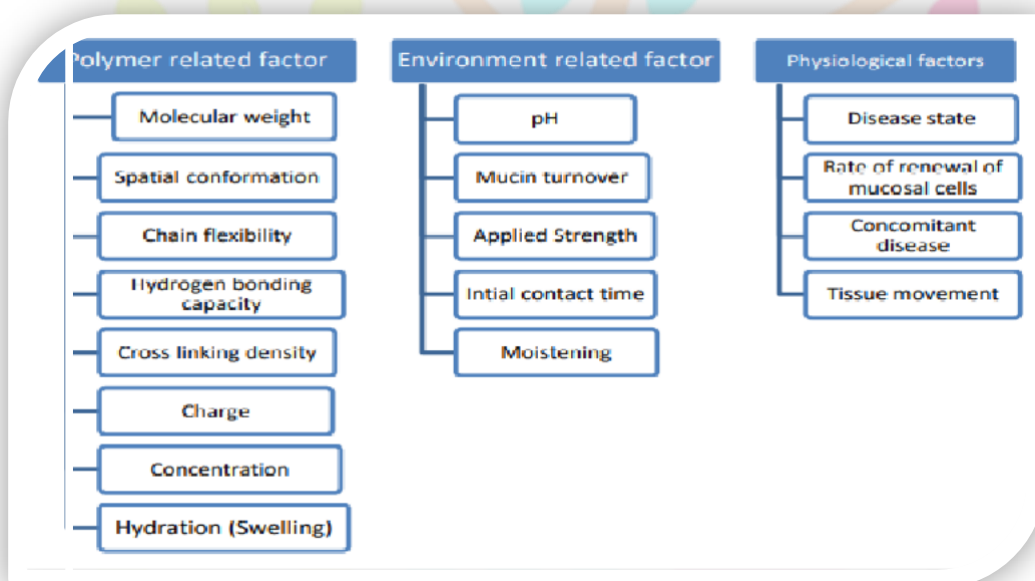 Polymer related factor
Molecular weight
Spatial conformation
Chain flexibility
Hydrogen bonding
capacity
Cross linking density
Charge
Concentration
Hydration (Swelling)
Environment related factor
pH
Mucin turnover
Applied Strength
Intial contact time
Moistening
Physiological factors
Disease state
Rate of renewal of
mucosal cells
Concomitant
disease
Tissue movement